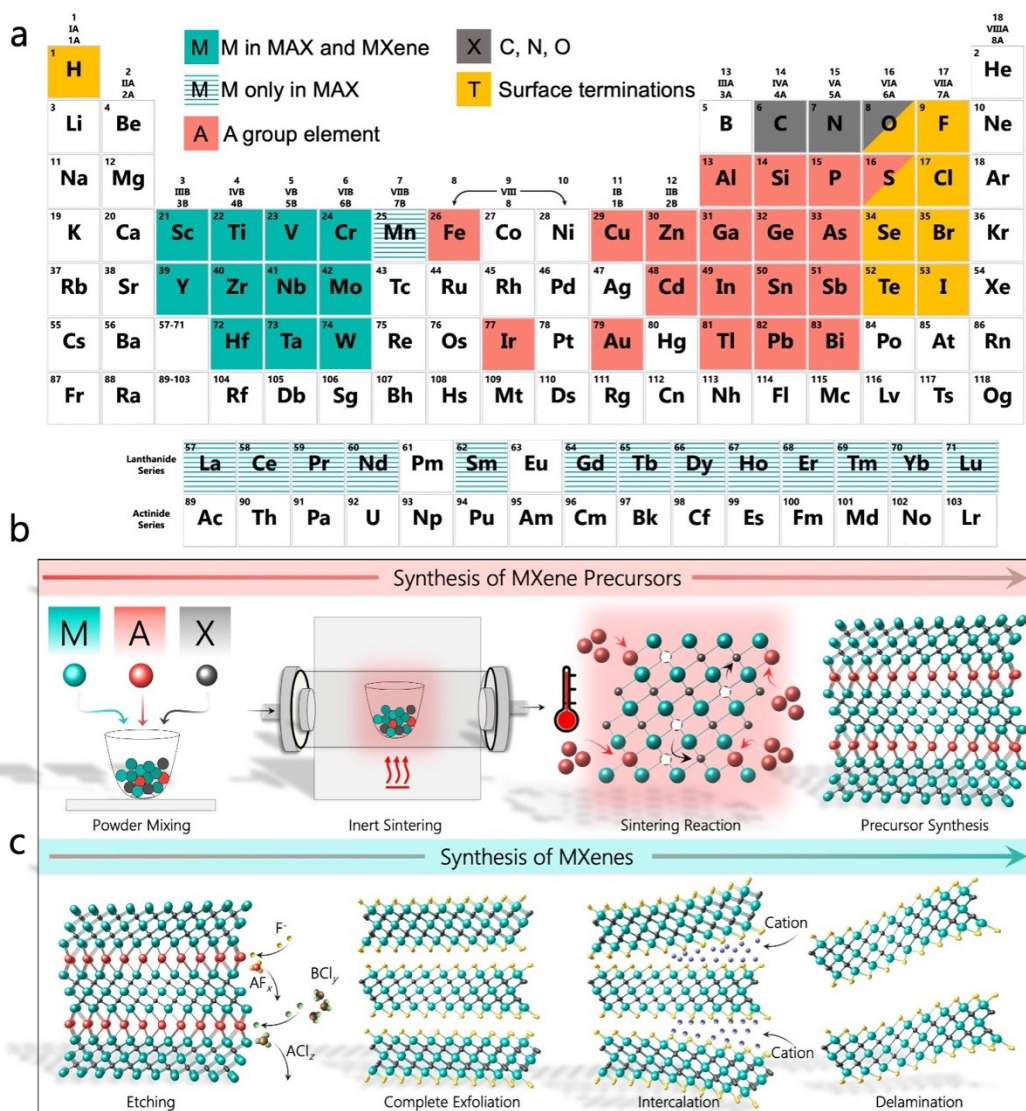 a
1
IA
1A
18
VIIIA
8A
M M in MAX and MXene
X C, N, O
M M only in MAX
T Surface terminations
A A group element
1 H
2
IIA
2A
13
IIIA
3A
14
IVA
4A
15
VA
5A
16
VIA
6A
17
VIIA
7A
2 He
3 Li
4 Be
5 B
6 C
7 N
8 O
9 F
10 Ne
11 Na
12 Mg
3
IIIB
3B
4
IVB
4B
5
VB
5B
6
VIB
6B
7
VIIB
7B
8
9
VIII
8
10
11
IB
1B
12
IIB
2B
13 Al
14 Si
15 P
16 S
17 Cl
18 Ar
19 K
20 Ca
21 Sc
22 Ti
23 V
24 Cr
25 Mn
26 Fe
27 Co
28 Ni
29 Cu
30 Zn
31 Ga
32 Ge
33 As
34 Se
35 Br
36 Kr
37 Rb
38 Sr
39 Y
40 Zr
41 Nb
42 Mo
43 Tc
44 Ru
45 Rh
46 Pd
47 Ag
48 Cd
49 In
50 Sn
51 Sb
52 Te
53 I
54 Xe
55 Cs
56 Ba
57-71
72 Hf
73 Ta
74 W
75 Re
76 Os
77 Ir
78 Pt
79 Au
80 Hg
81 Tl
82 Pb
83 Bi
84 Po
85 At
86 Rn
87 Fr
88 Ra
89-103
104 Rf
105 Db
106 Sg
107 Bh
108 Hs
109 Mt
110 Ds
111 Rg
112 Cn
113 Nh
114 Fl
115 Mc
116 Lv
117 Ts
118 Og
Lanthanide
Series
57 La
58 Ce
59 Pr
60 Nd
61 Pm
62 Sm
63 Eu
64 Gd
65 Tb
66 Dy
67 Ho
68 Er
69 Tm
70 Yb
71 Lu
Actinide
Series
89 Ac
90 Th
91 Pa
92 U
93 Np
94 Pu
95 Am
96 Cm
97 Bk
98 Cf
99 Es
100 Fm
101 Md
102 No
103 Lr
b
Synthesis of MXene Precursors
M A X
Powder Mixing
Inert Sintering
Sintering Reaction
Precursor Synthesis
c
Synthesis of MXenes
F-
AFx
BCly
AClz
Cation
Cation
Etching
Complete Exfoliation
Intercalation
Delamination